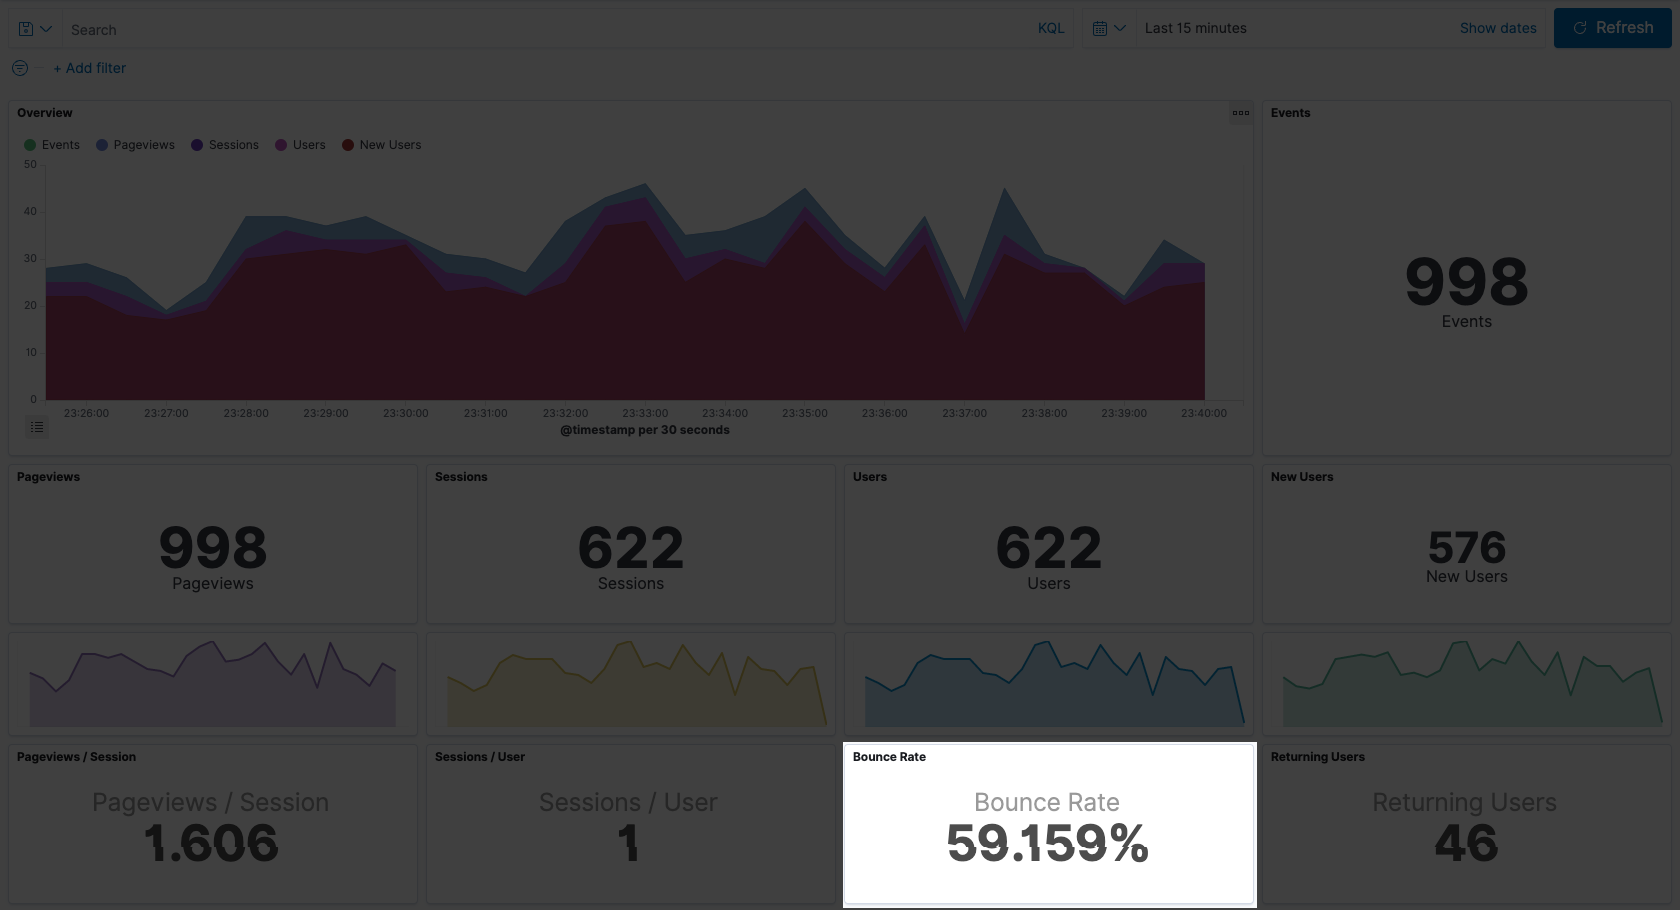 Search
KQL
Last 15 minutes
Show dates
Refresh
+ Add filter
Overview
Events
Pageviews
Sessions
Users
New Users
50
40
30
20
10
0
23:26:00
23:27:00
23:28:00
23:29:00
23:30:00
23:31:00
23:32:00
23:33:00
23:34:00
23:35:00
23:36:00
23:37:00
23:38:00
23:39:00
23:40:00
@timestamp per 30 seconds
Events
998
Events
Pageviews
998
Pageviews
Sessions
622
Sessions
Users
622
Users
New Users
576
New Users
Pageviews / Session
Pageviews / Session
1.606
Sessions / User
Sessions / User
1
Bounce Rate
Bounce Rate
59.159%
Returning Users
Returning Users
46